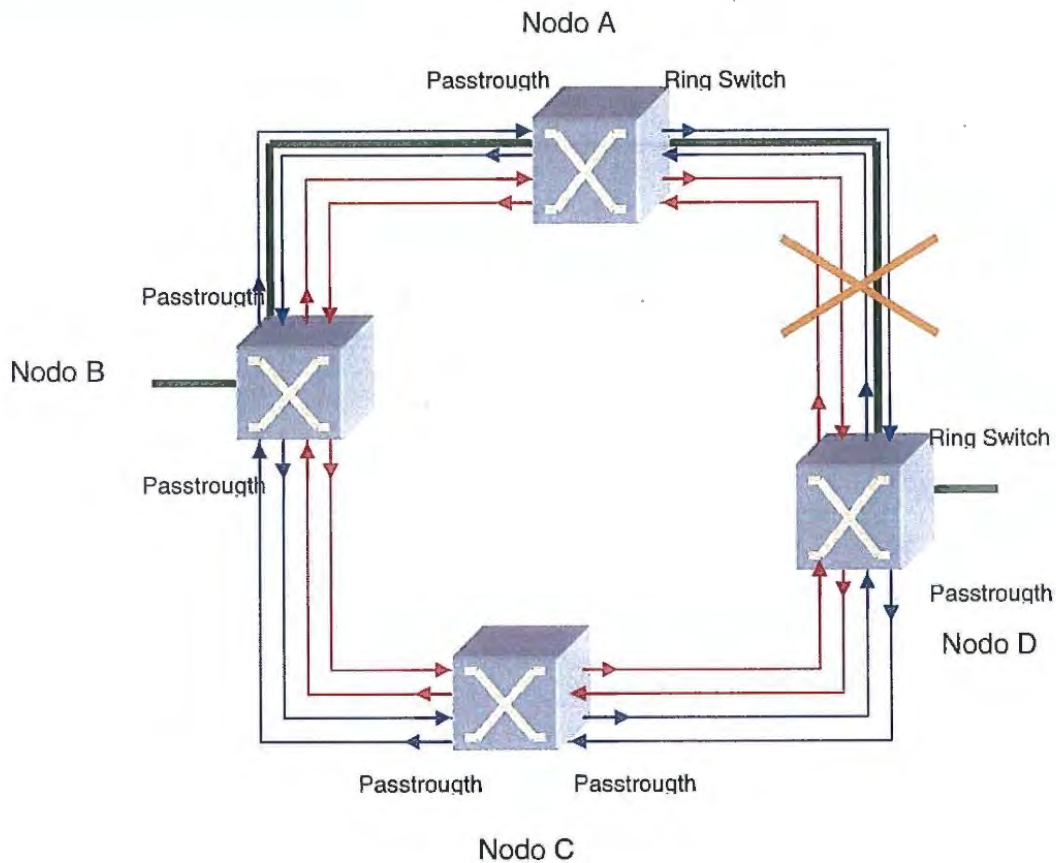 Nodo A
Passtrougth
Ring Switch
Passtrougth
Nodo B
Ring Switch
Passtrougth
Passtrougth
Nodo D
Passtrougth
Passtrougth
Nodo C